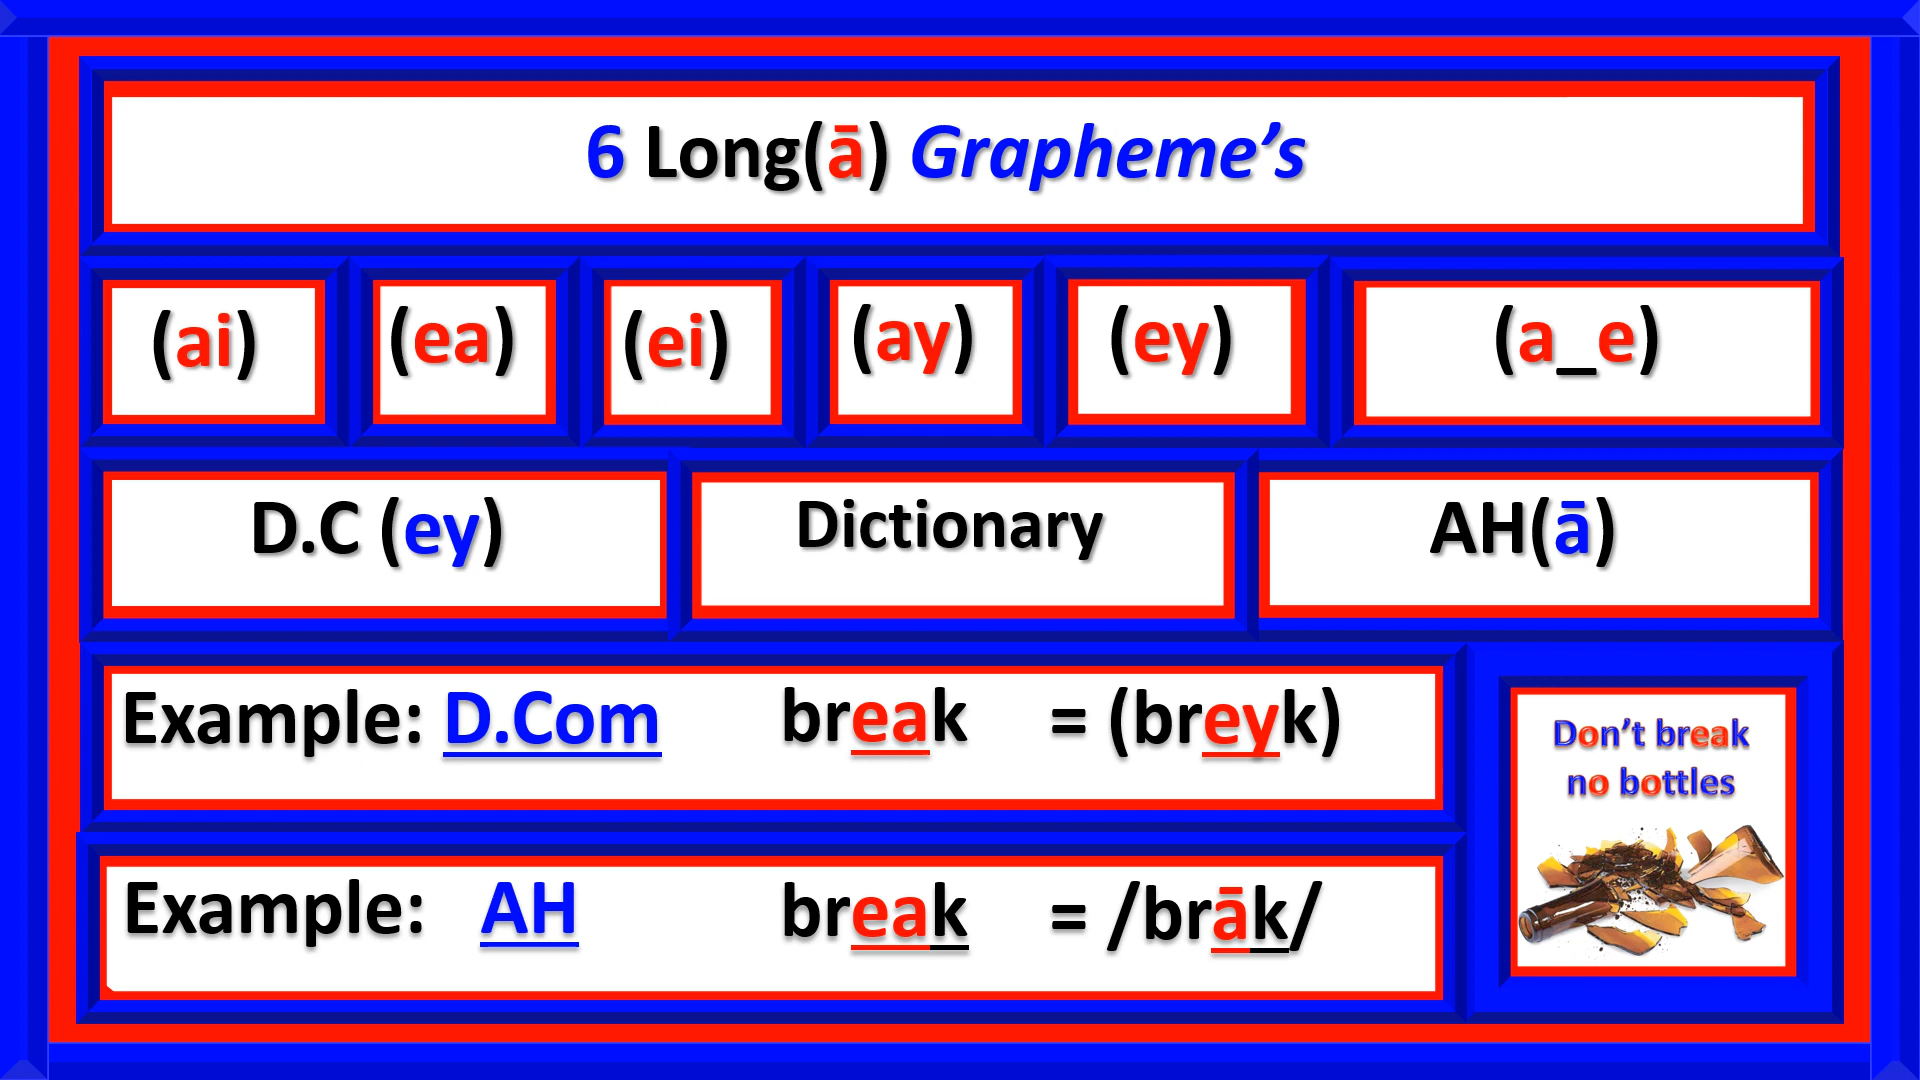 6 Long(ā) Grapheme’s
(ai) (ea) (ei) (ay) (ey) (a_e)
D.C (ey) Dictionary AH(ā)
Example: D.Com break = (breyk)
Example: AH break = /brāk/
Don’t break
no bottles